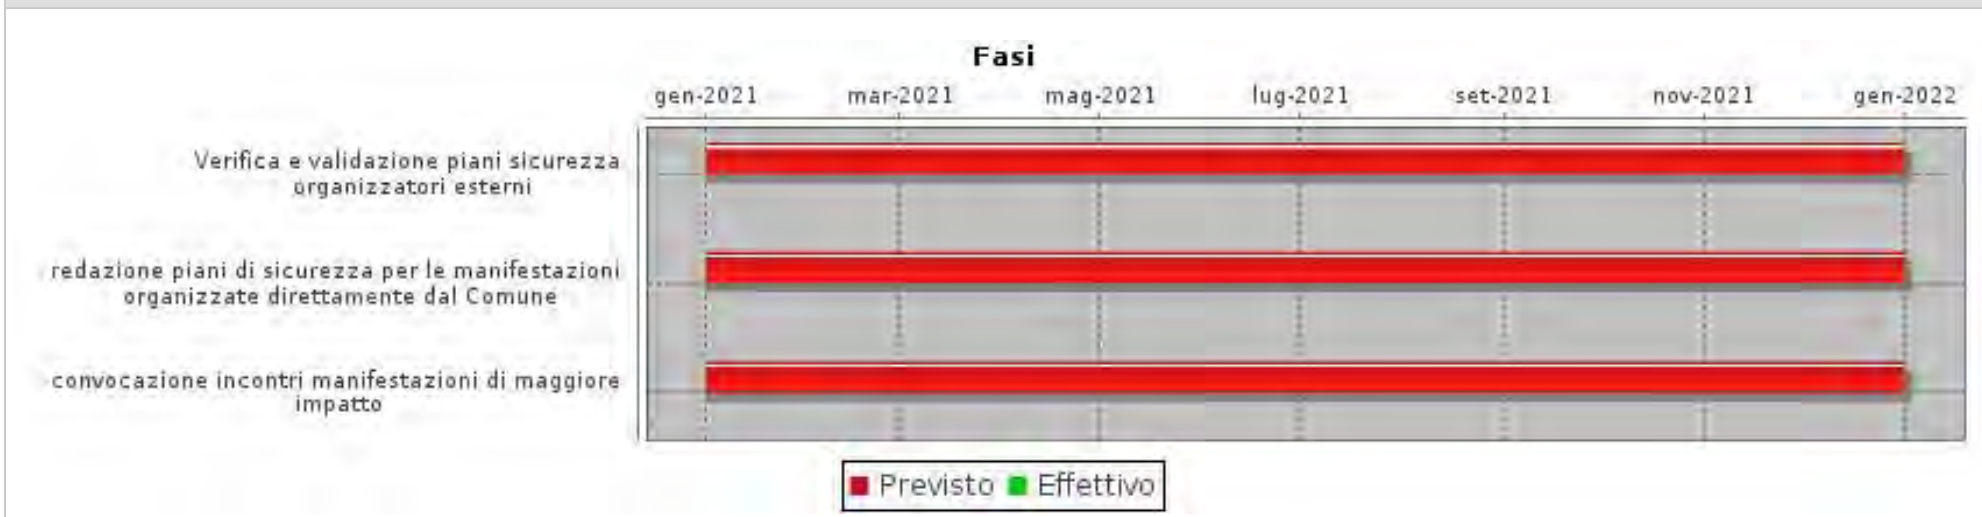 Fasi
gen-2021 mar-2021 mag-2021 lug-2021 set-2021 nov-2021 gen-2022
Verifica e validazione piani sicurezza
organizzatori esterni
redazione piani di sicurezza per le manifestazioni
organizzate direttamente dal Comune
convocazione incontri manifestazioni di maggiore
impatto
Previsto Effettivo